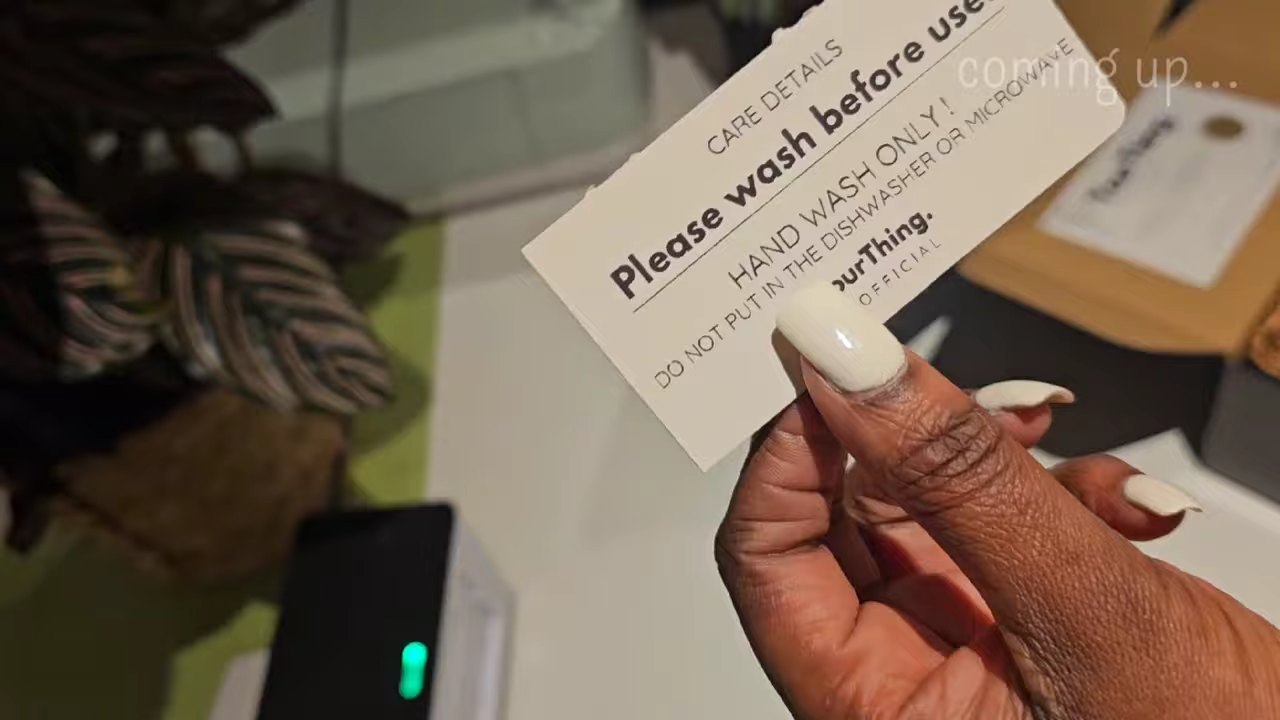 coming up...
CARE DETAILS
Please wash before use.
HAND WASH ONLY!
DO NOT PUT IN THE DISHWASHER OR MICROWAVE
ourThing.
OFFICIAL